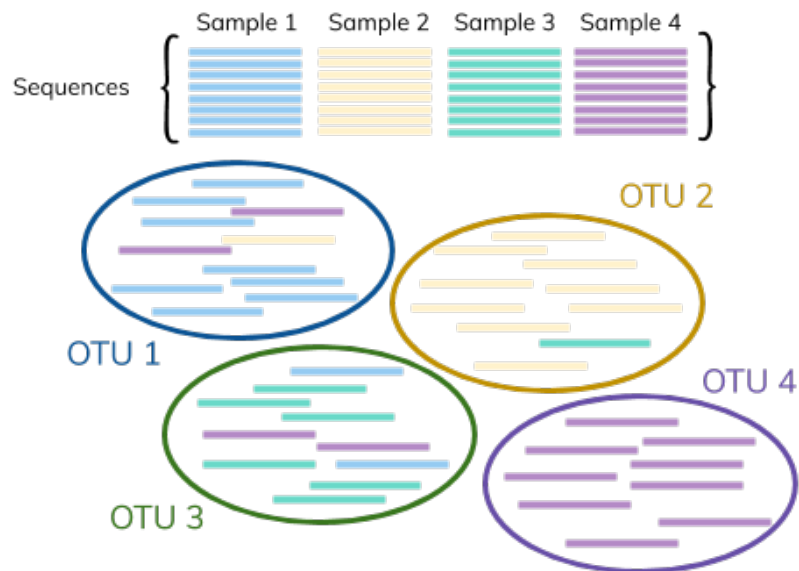 Sample 1 Sample 2 Sample 3 Sample 4
Sequences
OTU 1
OTU 2
OTU 3
OTU 4